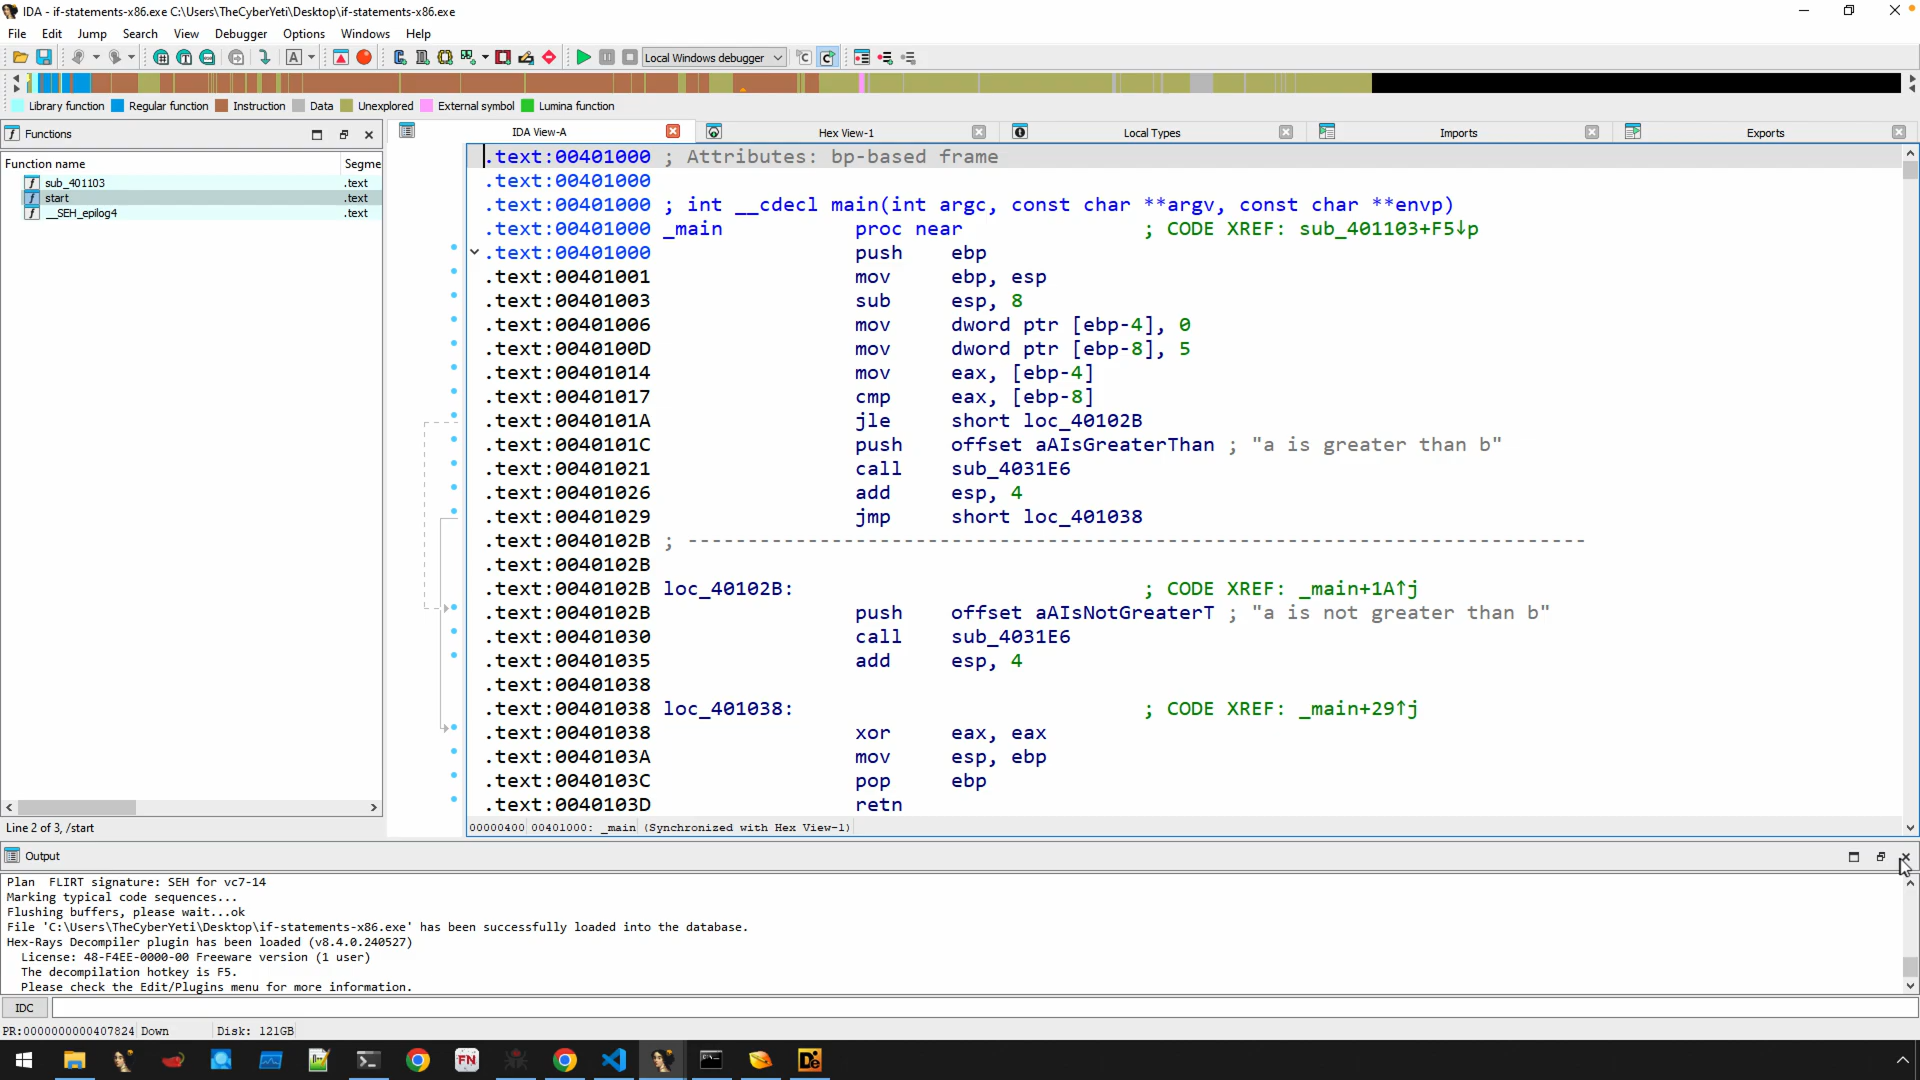 IDA - if-statements-x86.exe C:\Users\TheCyberYeti\Desktop\if-statements-x86.exe
File Edit Jump Search View Debugger Options Windows Help
Local Windows debugger
Library function Regular function Instruction Data Unexplored External symbol Lumina function
Functions
IDA View-A Hex View-1 Local Types Imports Exports
Function name Segme
sub_401103 .text
start .text
__SEH_epilog4 .text
Line 2 of 3, /start
.text:00401000 ; Attributes: bp-based frame
.text:00401000
.text:00401000 ; int __cdecl main(int argc, const char **argv, const char **envp)
.text:00401000 _main proc near ; CODE XREF: sub_401103+F5↓p
.text:00401000 push ebp
.text:00401001 mov ebp, esp
.text:00401003 sub esp, 8
.text:00401006 mov dword ptr [ebp-4], 0
.text:0040100D mov dword ptr [ebp-8], 5
.text:00401014 mov eax, [ebp-4]
.text:00401017 cmp eax, [ebp-8]
.text:0040101A jle short loc_40102B
.text:0040101C push offset aAIsGreaterThan ; "a is greater than b"
.text:00401021 call sub_4031E6
.text:00401026 add esp, 4
.text:00401029 jmp short loc_401038
.text:0040102B ; ---------------------------------------------------------------------------
.text:0040102B
.text:0040102B loc_40102B: ; CODE XREF: _main+1A↑j
.text:0040102B push offset aAIsNotGreaterT ; "a is not greater than b"
.text:00401030 call sub_4031E6
.text:00401035 add esp, 4
.text:00401038
.text:00401038 loc_401038: ; CODE XREF: _main+29↑j
.text:00401038 xor eax, eax
.text:0040103A mov esp, ebp
.text:0040103C pop ebp
.text:0040103D retn
00000400 00401000: _main (Synchronized with Hex View-1)
Output
Plan  FLIRT signature: SEH for vc7-14
Marking typical code sequences...
Flushing buffers, please wait...ok
File 'C:\Users\TheCyberYeti\Desktop\if-statements-x86.exe' has been successfully loaded into the database.
Hex-Rays Decompiler plugin has been loaded (v8.4.0.240527)
License: 48-F4EE-0000-00 Freeware version (1 user)
The decompilation hotkey is F5.
Please check the Edit/Plugins menu for more information.
IDC
PR:0000000000407824 Down Disk: 121GB
FN
De